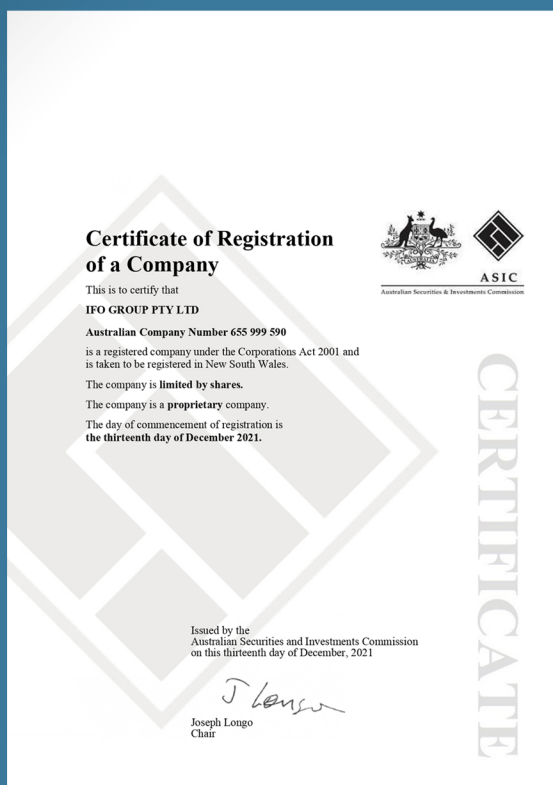 Certificate of Registration
of a Company
This is to certify that
IFO GROUP PTY LTD
Australian Company Number 655 999 590
is a registered company under the Corporations Act 2001 and
is taken to be registered in New South Wales.
The company is limited by shares.
The company is a proprietary company.
The day of commencement of registration is
the thirteenth day of December 2021.
AUSTRALIA
ASIC
Australian Securities & Investments Commission
CERTIFICATE
Issued by the
Australian Securities and Investments Commission
on this thirteenth day of December, 2021
J Longo
Joseph Longo
Chair